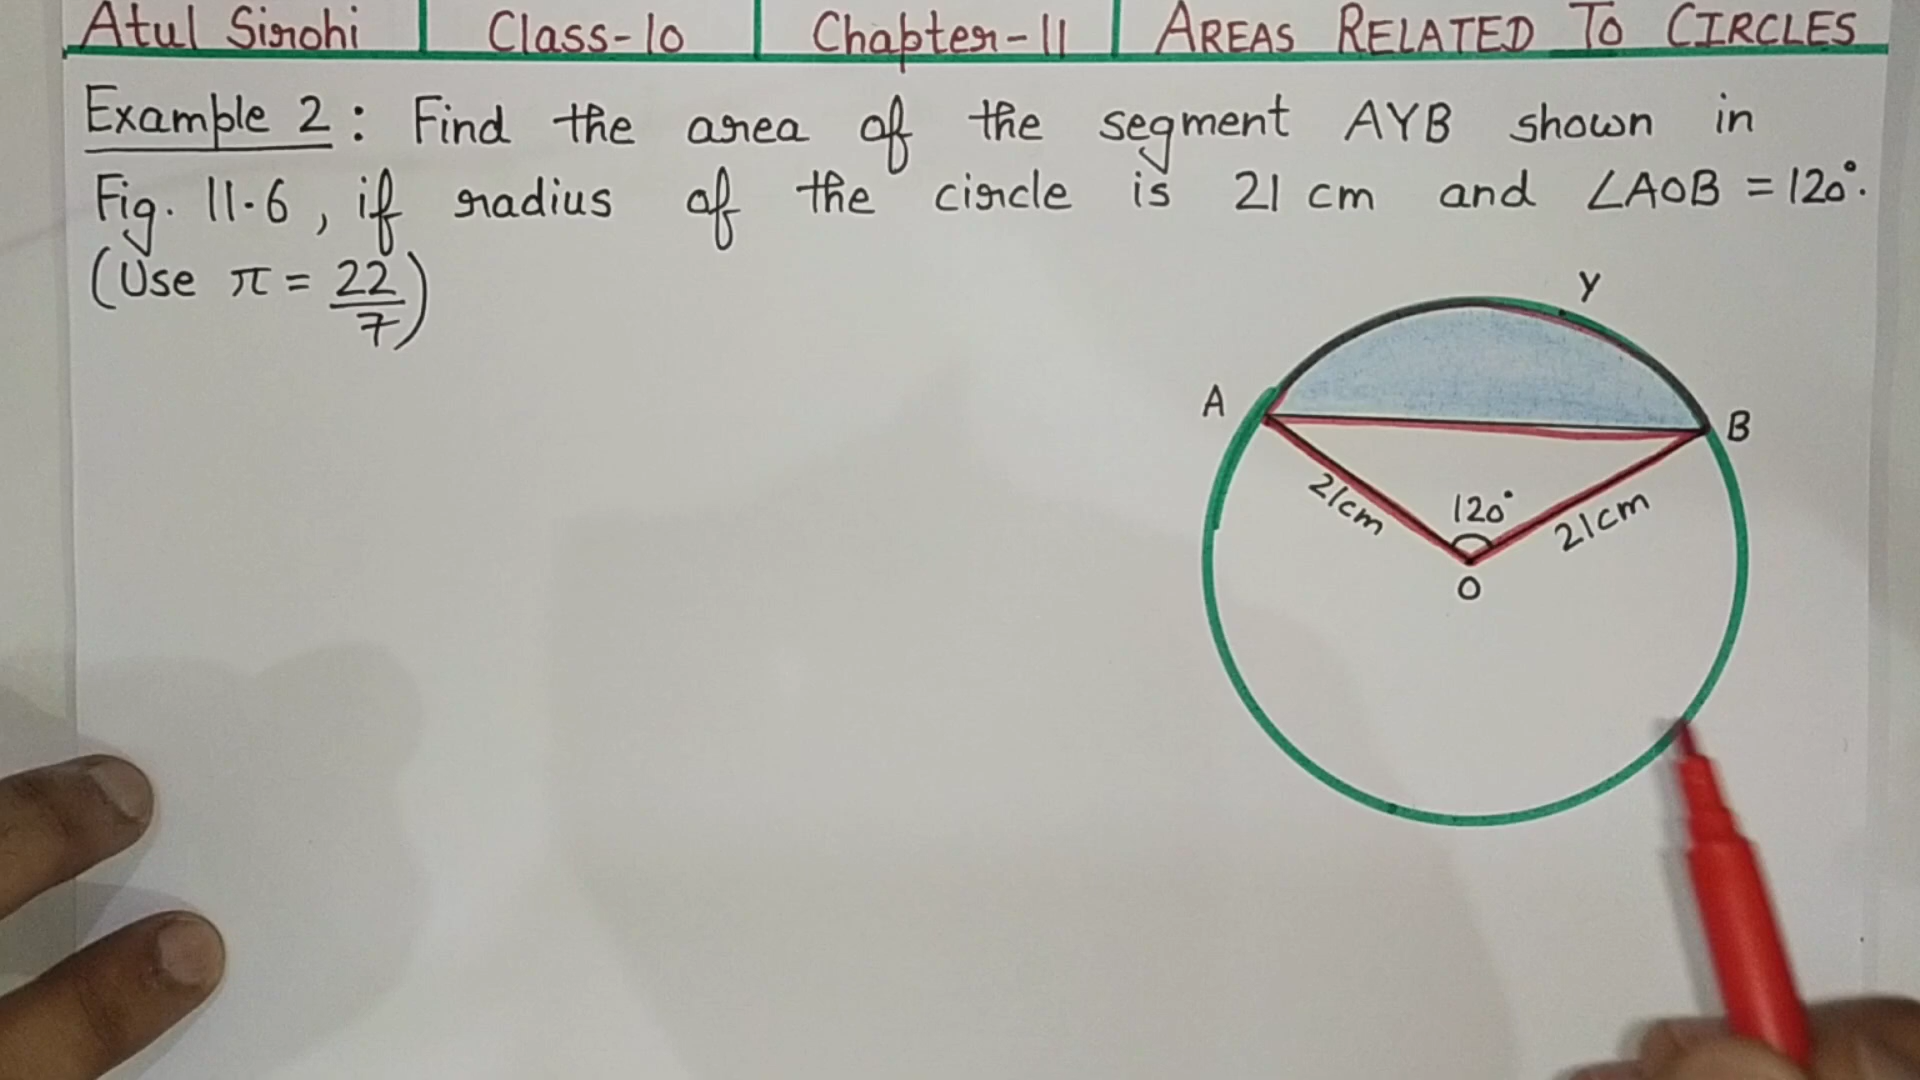 Atul Sirohi Class-10 Chapter-11 AREAS RELATED TO CIRCLES
Example 2: Find the area of the segment AYB shown in
Fig. 11.6, if radius of the circle is 21 cm and ∠AOB = 120°.
(Use π = 22/7)
Y
A
B
21cm
120°
21cm
O